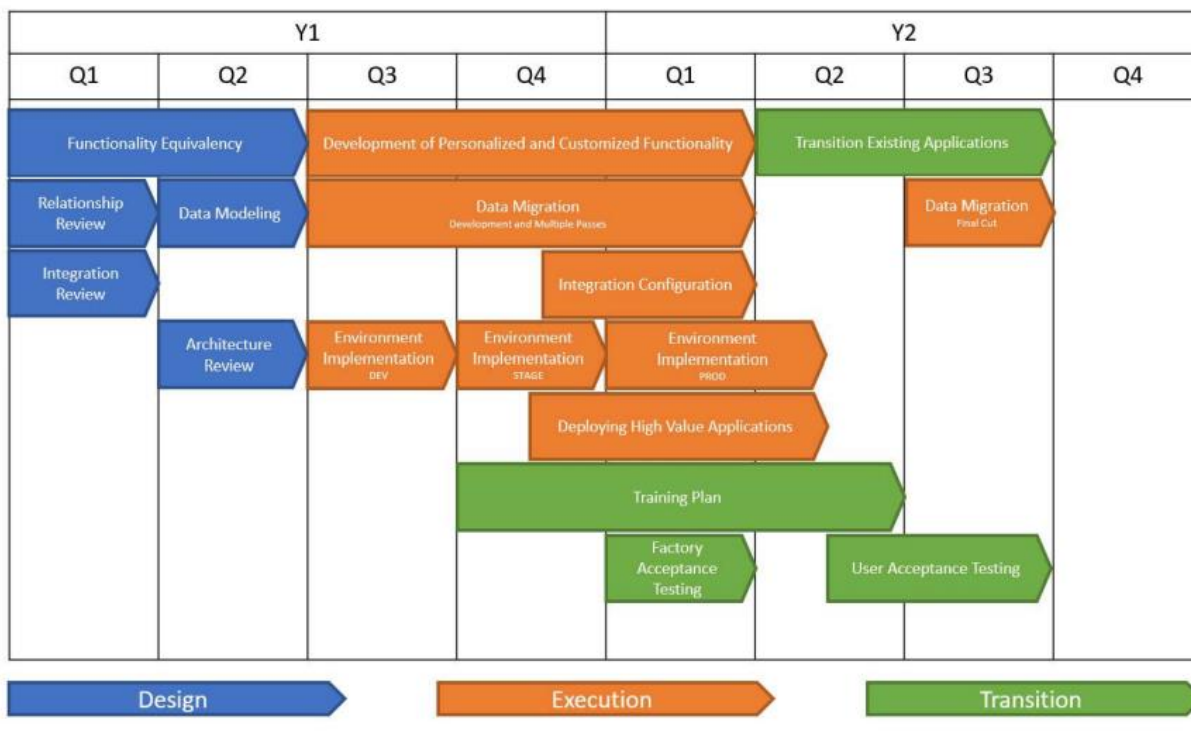 Y1 Y2
Q1 Q2 Q3 Q4 Q1 Q2 Q3 Q4
Functionality Equivalency
Development of Personalized and Customized Functionality
Transition Existing Applications
Relationship
Review
Data Modeling
Data Migration
Development and Multiple Passes
Data Migration
Final Cut
Integration
Review
Integration Configuration
Architecture
Review
Environment
Implementation
DEV
Environment
Implementation
STAGE
Environment
Implementation
PROD
Deploying High Value Applications
Training Plan
Factory
Acceptance
Testing
User Acceptance Testing
Design
Execution
Transition